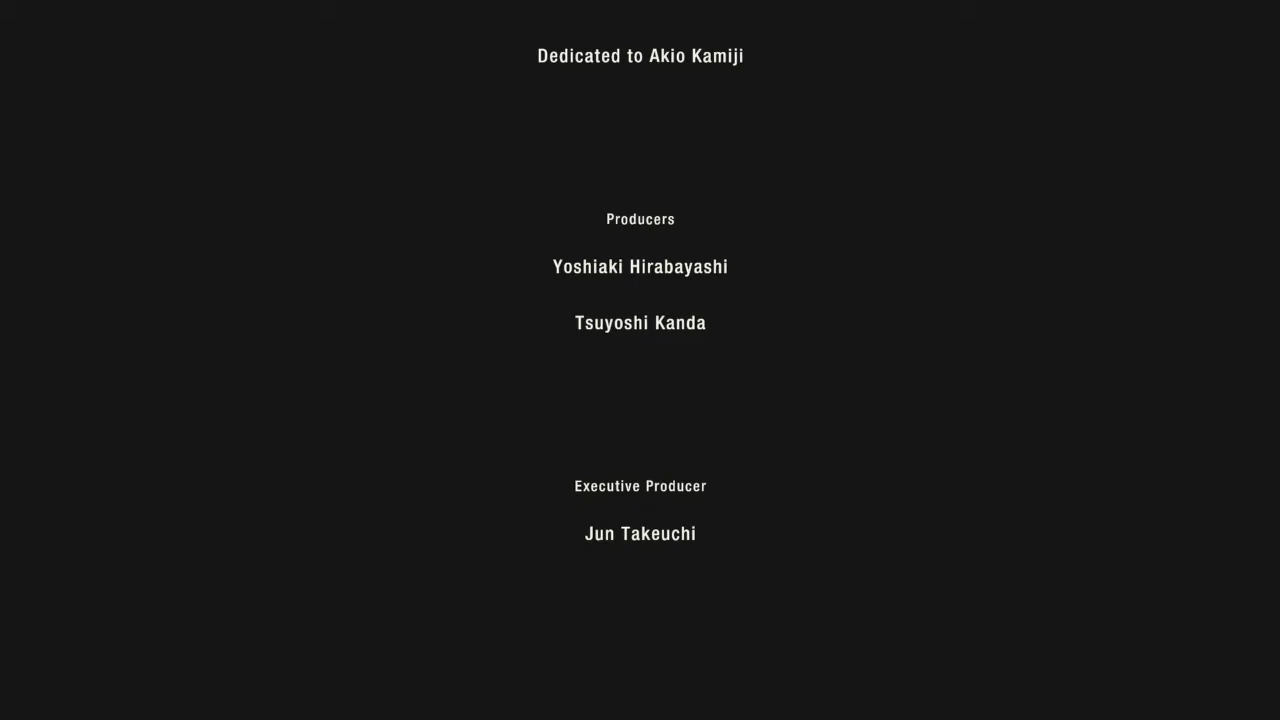 Dedicated to Akio Kamiji
Producers
Yoshiaki Hirabayashi
Tsuyoshi Kanda
Executive Producer
Jun Takeuchi